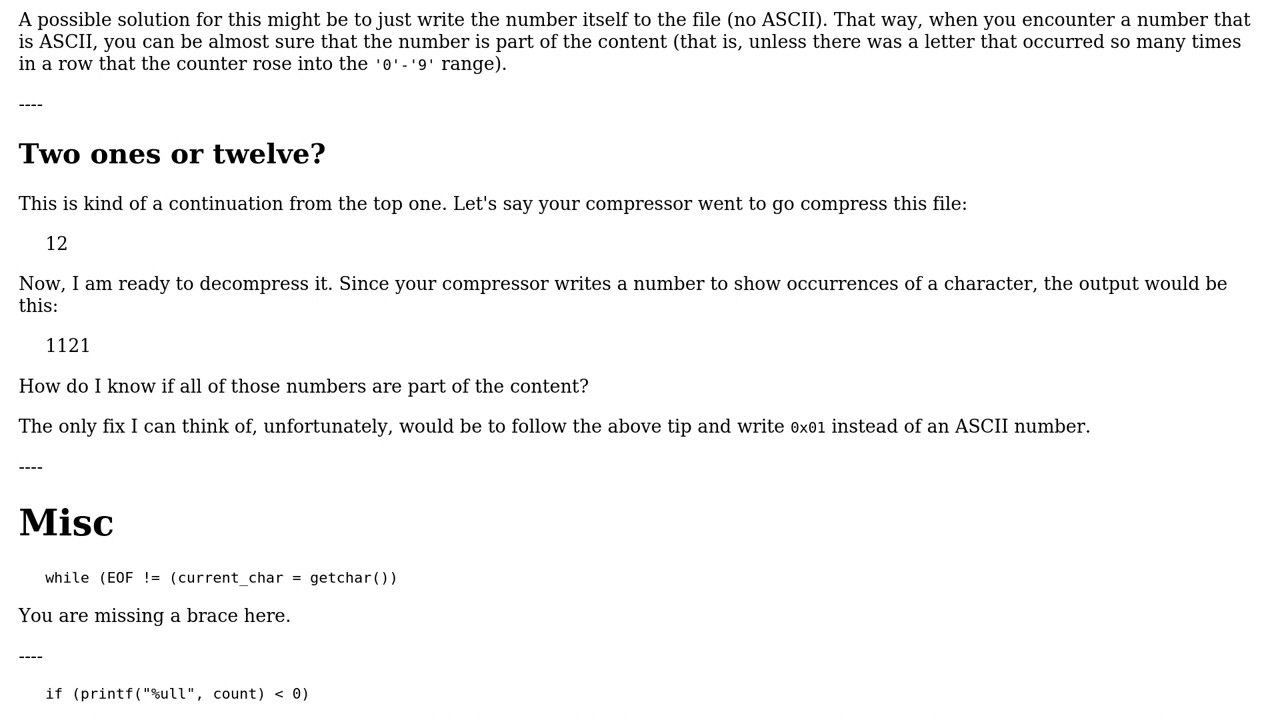 A possible solution for this might be to just write the number itself to the file (no ASCII). That way, when you encounter a number that
is ASCII, you can be almost sure that the number is part of the content (that is, unless there was a letter that occurred so many times
in a row that the counter rose into the '0'-'9' range).
----
Two ones or twelve?
This is kind of a continuation from the top one. Let's say your compressor went to go compress this file:
12
Now, I am ready to decompress it. Since your compressor writes a number to show occurrences of a character, the output would be
this:
1121
How do I know if all of those numbers are part of the content?
The only fix I can think of, unfortunately, would be to follow the above tip and write 0x01 instead of an ASCII number.
----
Misc
while (EOF != (current_char = getchar())
You are missing a brace here.
----
if (printf("%ull", count) < 0)